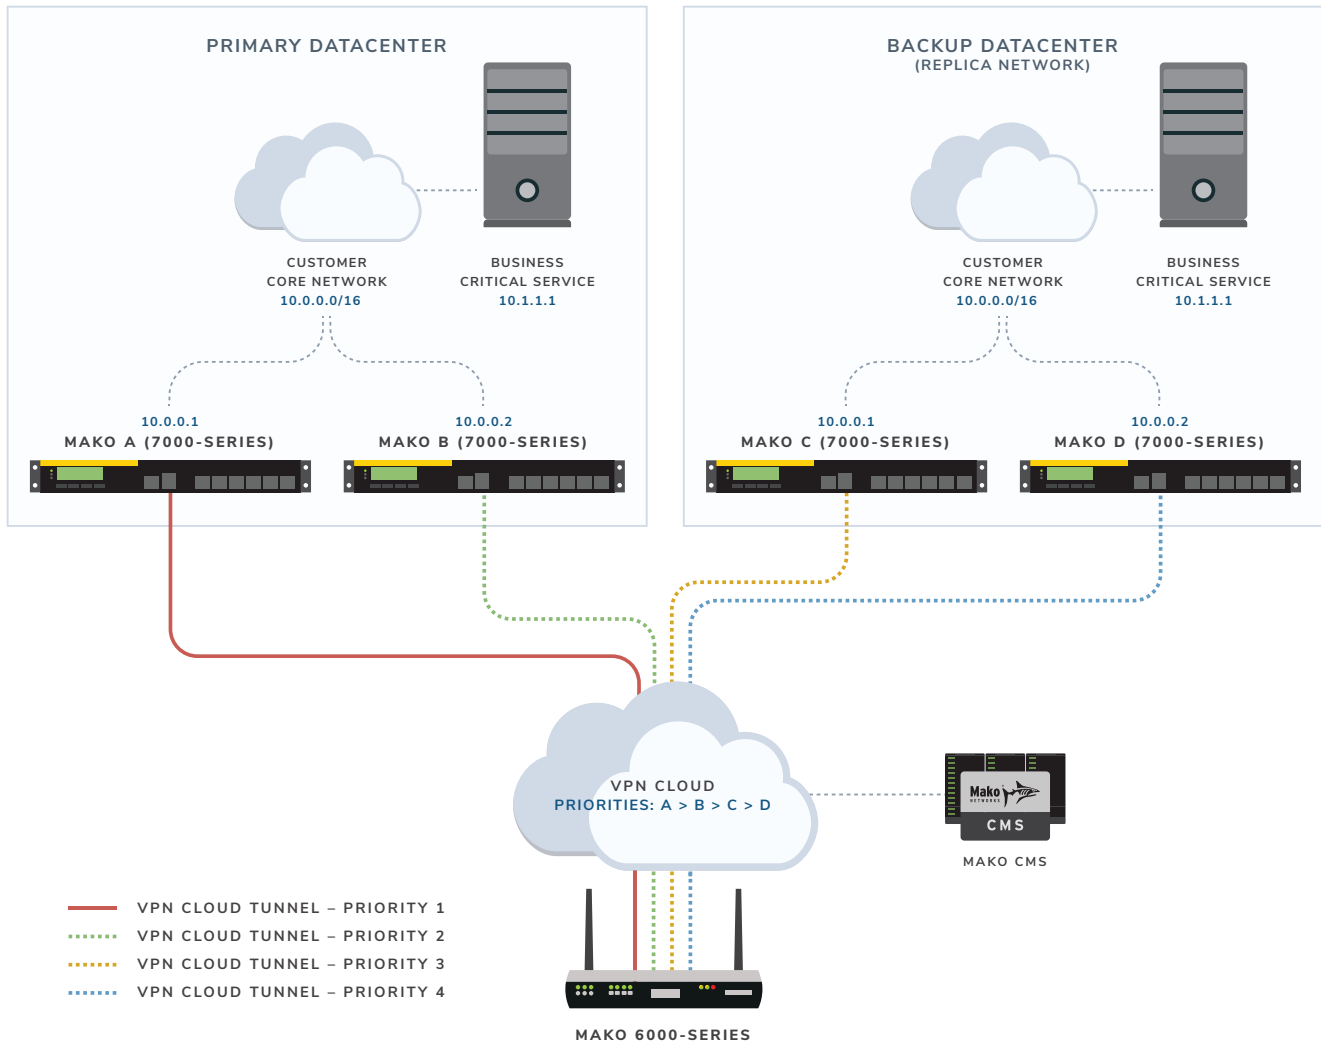 PRIMARY DATACENTER
CUSTOMER
CORE NETWORK
10.0.0.0/16
BUSINESS
CRITICAL SERVICE
10.1.1.1
10.0.0.1
MAKO A (7000-SERIES)
10.0.0.2
MAKO B (7000-SERIES)
BACKUP DATACENTER
(REPLICA NETWORK)
CUSTOMER
CORE NETWORK
10.0.0.0/16
BUSINESS
CRITICAL SERVICE
10.1.1.1
10.0.0.1
MAKO C (7000-SERIES)
10.0.0.2
MAKO D (7000-SERIES)
VPN CLOUD
PRIORITIES: A > B > C > D
Mako
NETWORKS
CMS
MAKO CMS
VPN CLOUD TUNNEL – PRIORITY 1
VPN CLOUD TUNNEL – PRIORITY 2
VPN CLOUD TUNNEL – PRIORITY 3
VPN CLOUD TUNNEL – PRIORITY 4
MAKO 6000-SERIES